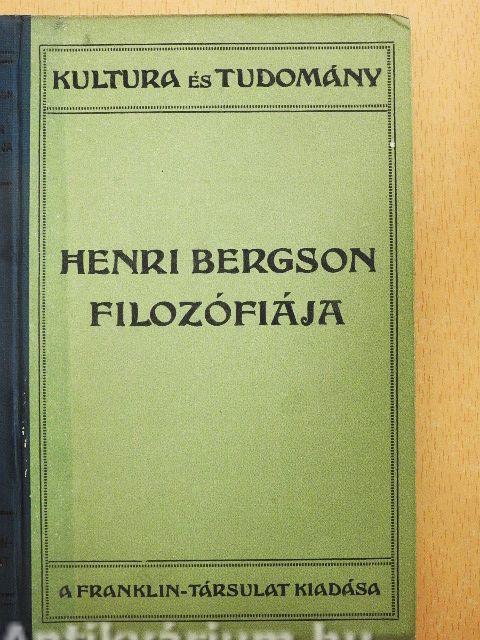 KULTURA ÉS TUDOMÁNY
HENRI BERGSON
FILOZÓFIÁJA
A FRANKLIN-TÁRSULAT KIADÁSA